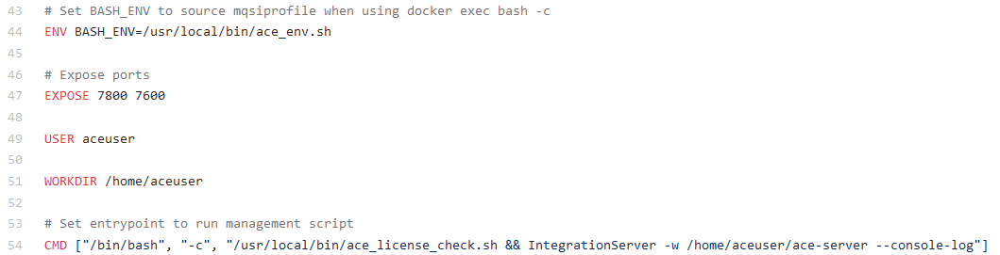 43 # Set BASH_ENV to source mqsiprofile when using docker exec bash -c
44 ENV BASH_ENV=/usr/local/bin/ace_env.sh
45
46 # Expose ports
47 EXPOSE 7800 7600
48
49 USER aceuser
50
51 WORKDIR /home/aceuser
52
53 # Set entrypoint to run management script
54 CMD ["/bin/bash", "-c", "/usr/local/bin/ace_license_check.sh && IntegrationServer -w /home/aceuser/ace-server --console-log"]